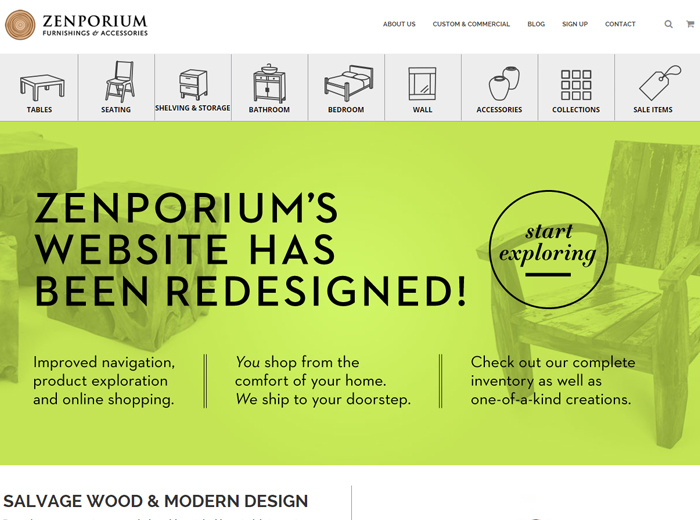 ZENPORIUM
FURNISHINGS & ACCESSORIES
ABOUT US
CUSTOM & COMMERCIAL
BLOG
SIGN UP
CONTACT
TABLES
SEATING
SHELVING & STORAGE
BATHROOM
BEDROOM
WALL
ACCESSORIES
COLLECTIONS
SALE ITEMS
ZENPORIUM'S
WEBSITE HAS
BEEN REDESIGNED!
start
exploring
Improved navigation,
product exploration
and online shopping.
You shop from the
comfort of your home.
We ship to your doorstep.
Check out our complete
inventory as well as
one-of-a-kind creations.
SALVAGE WOOD & MODERN DESIGN